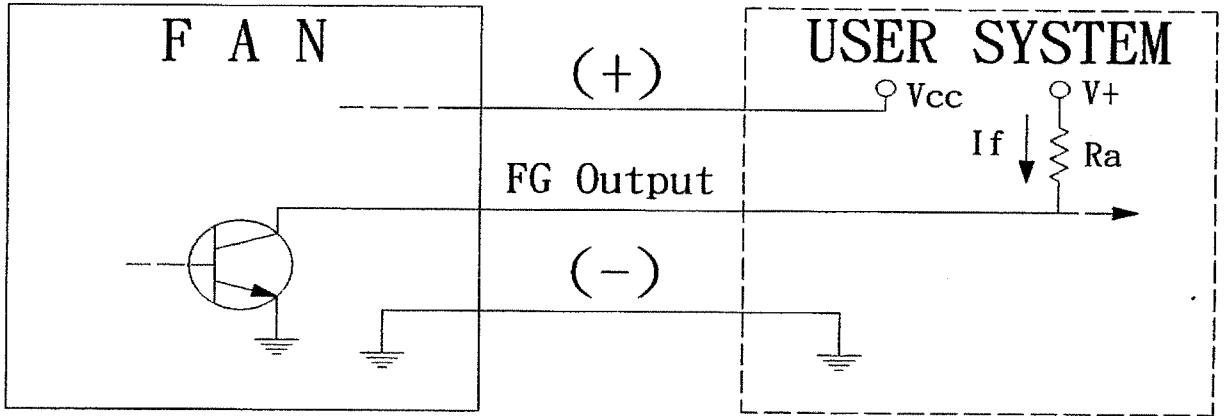 F A N
USER SYSTEM
(+)
Vcc
V+
If
Ra
FG Output
(-)